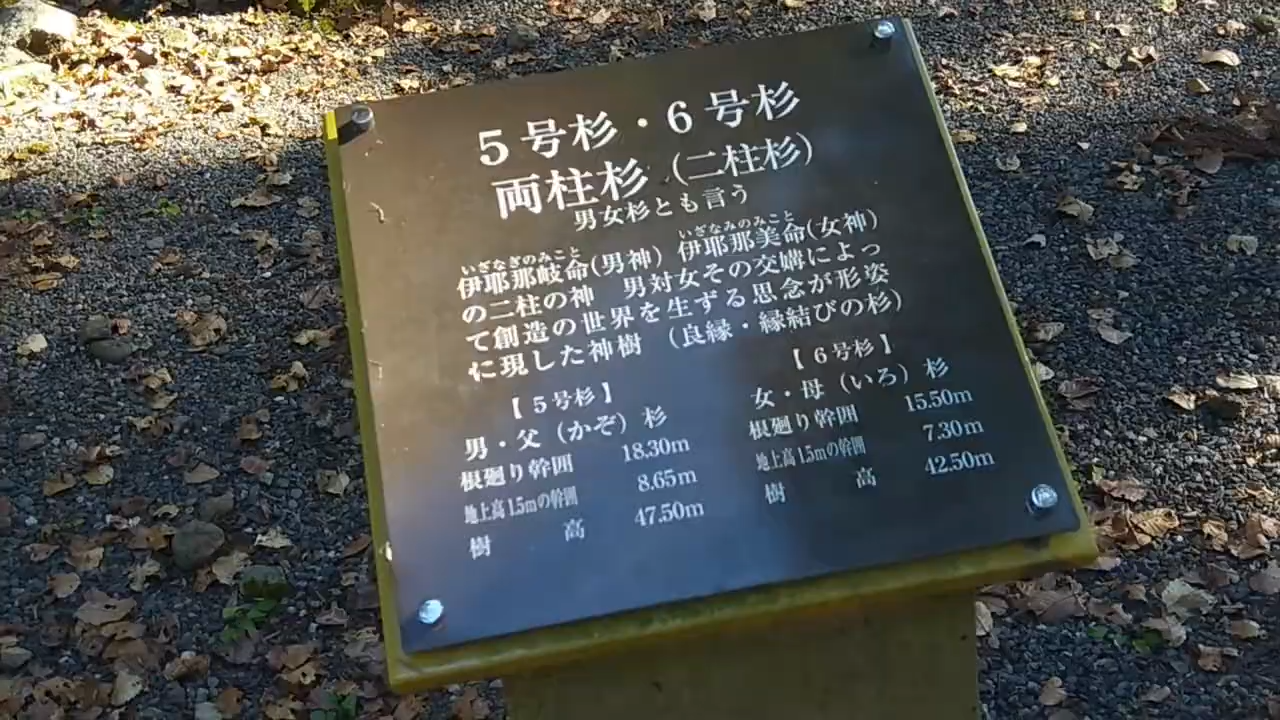 5号杉・6号杉
両柱杉(二柱杉)
男女杉とも言う
いざなぎのみこと いざなみのみこと
伊耶那岐命(男神) 伊耶那美命(女神)
の二柱の神 男対女その交媾によっ
て創造の世界を生ずる思念が形姿
に現した神樹 (良縁・縁結びの杉)
【5号杉】
男・父(かぞ)杉
根廻り幹囲 18.30m
地上高1.5mの幹囲 8.65m
樹高 47.50m
【6号杉】
女・母(いろ)杉
根廻り幹囲 15.50m
地上高1.5mの幹囲 7.30m
樹高 42.50m